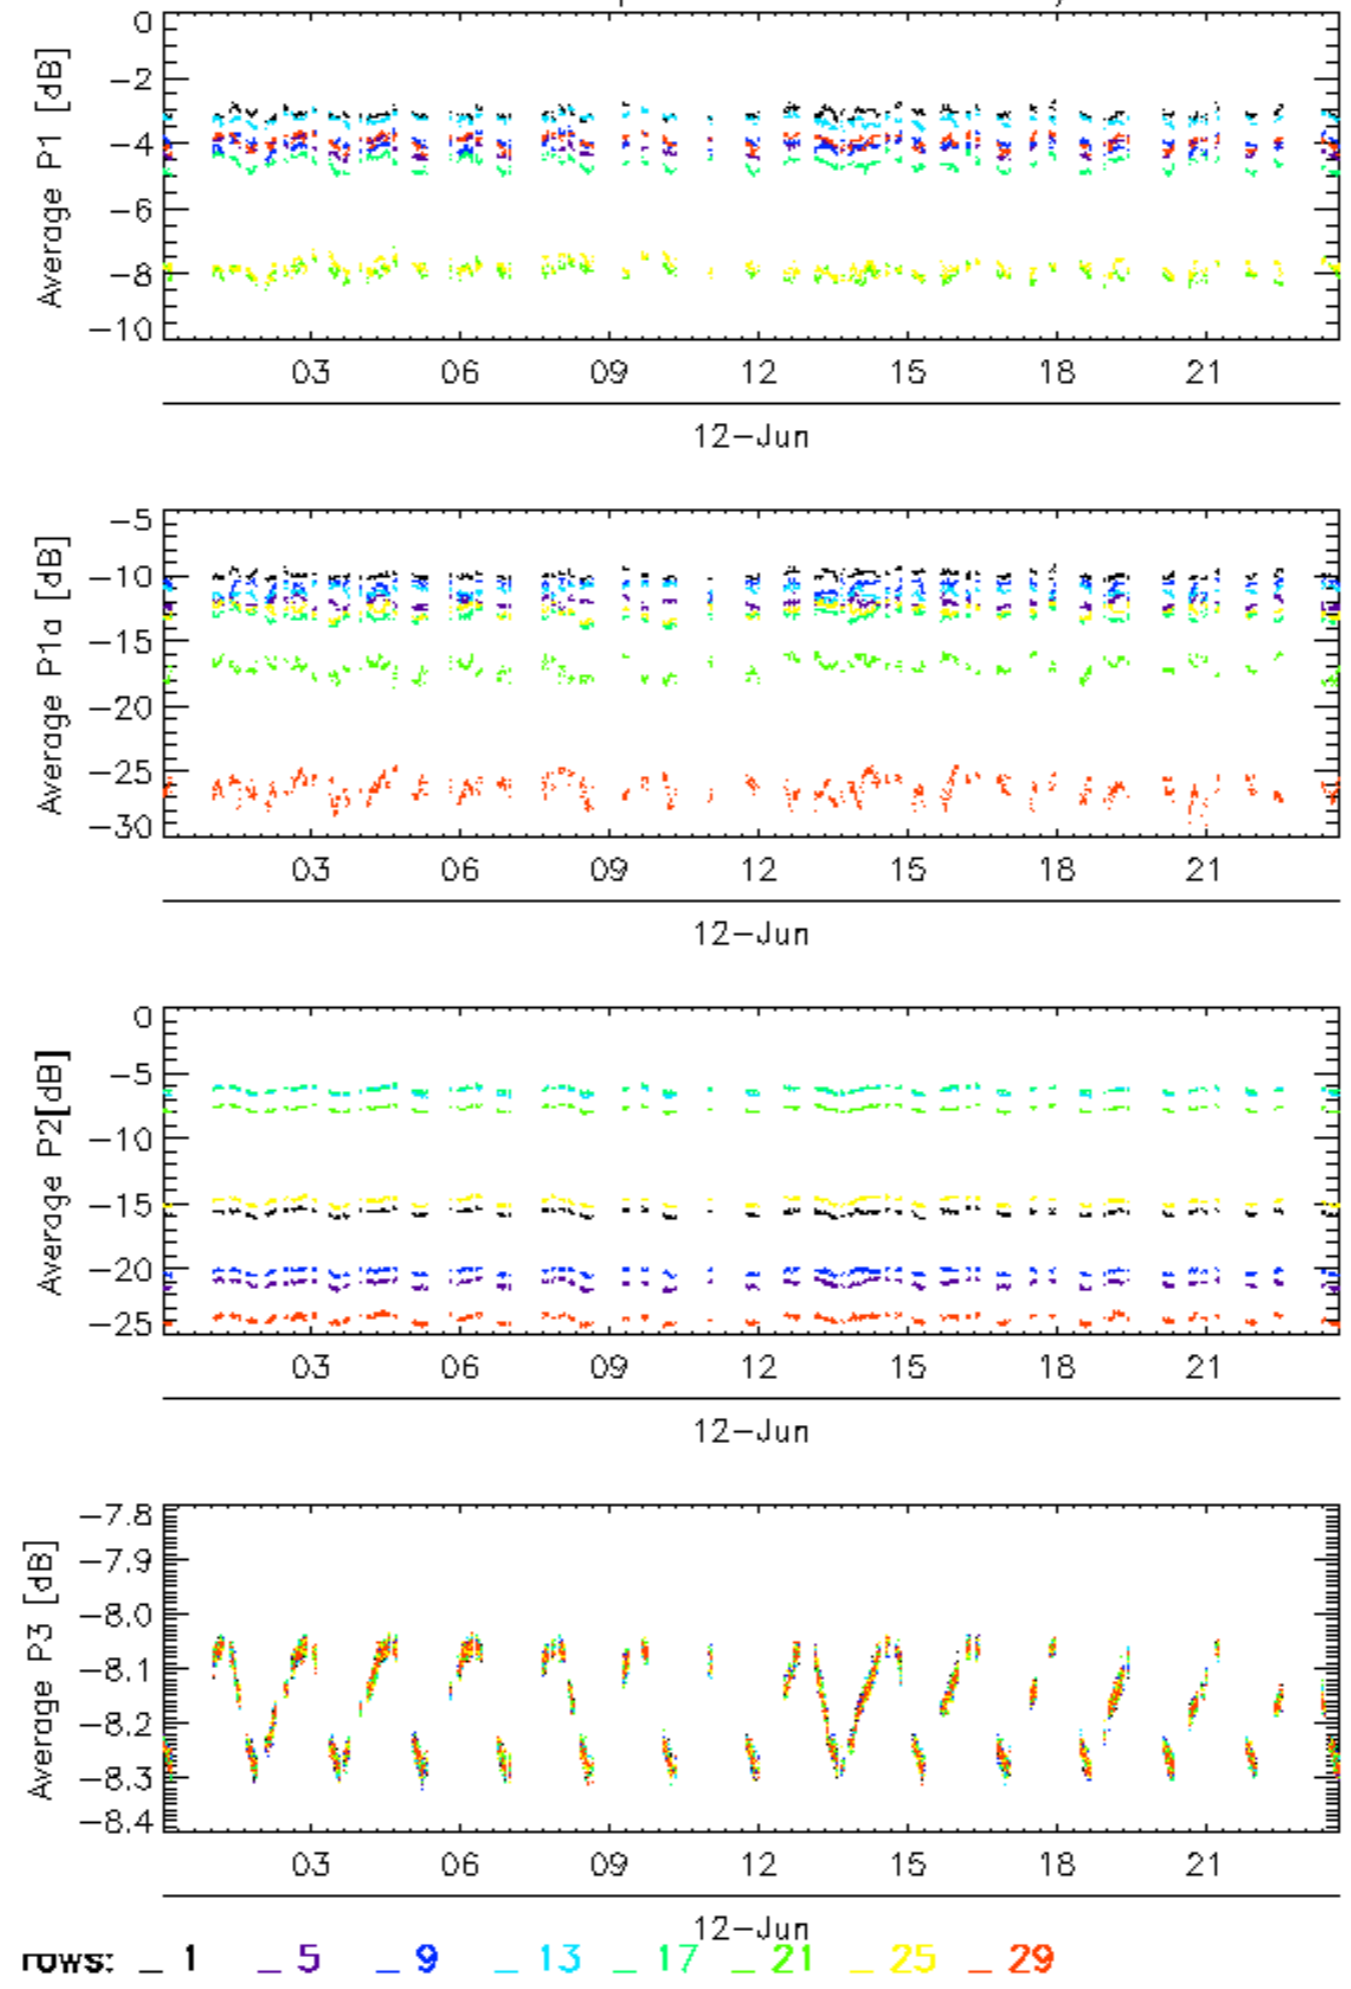 0
−2
−4
−6
−8
−10
Average P1 [dB]
03 06 09 12 15 18 21
12−Jun
−5
−10
−15
−20
−25
−30
Average P1a [dB]
03 06 09 12 15 18 21
12−Jun
0
−5
−10
−15
−20
−25
Average P2[dB]
03 06 09 12 15 18 21
12−Jun
−7.8
−7.9
−8.0
−8.1
−8.2
−8.3
−8.4
Average P3 [dB]
03 06 09 12 15 18 21
12−Jun
rows: _ 1 _ 5 _ 9 _ 13 _ 17 _ 21 _ 25 _ 29